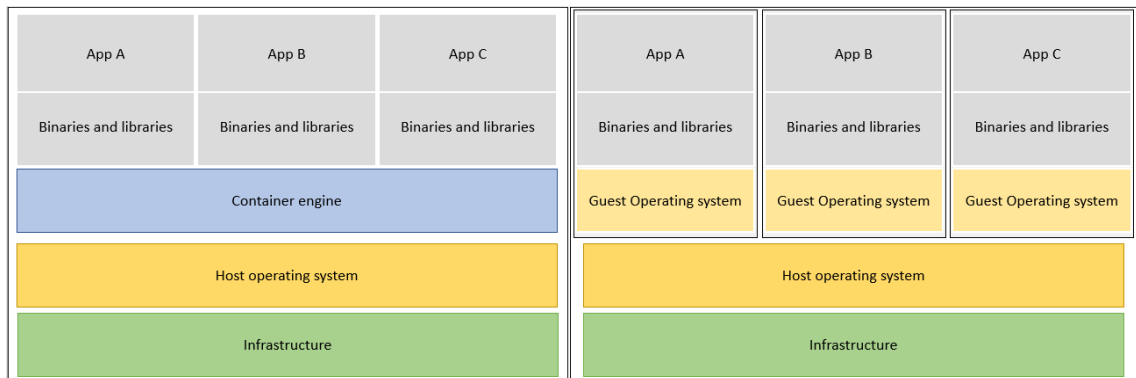 App A
App B
App C
Binaries and libraries
Binaries and libraries
Binaries and libraries
Container engine
Host operating system
Infrastructure
App A
App B
App C
Binaries and libraries
Binaries and libraries
Binaries and libraries
Guest Operating system
Guest Operating system
Guest Operating system
Host operating system
Infrastructure